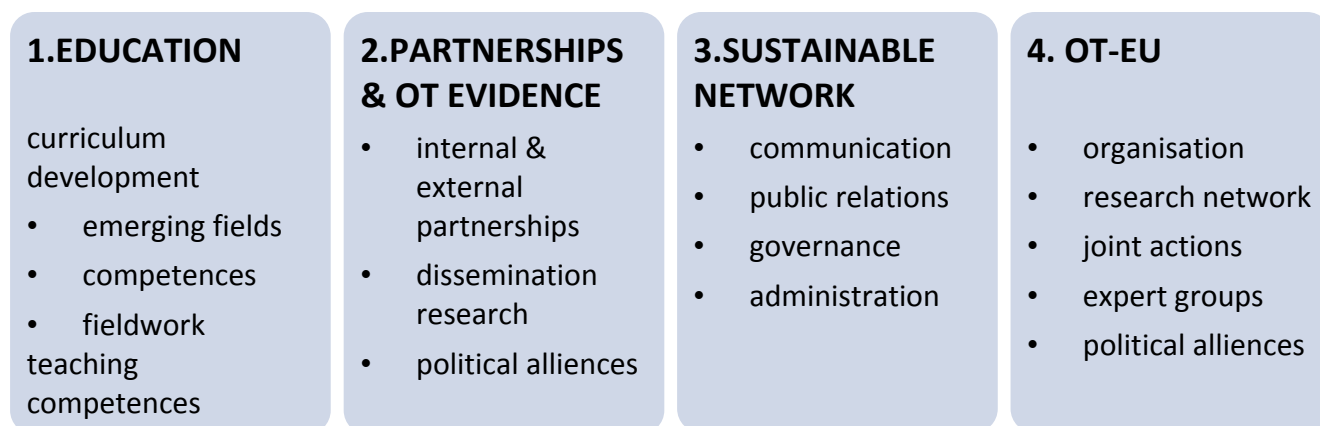 1.EDUCATION
curriculum
development
• emerging fields
• competences
• fieldwork
teaching
competences
2.PARTNERSHIPS
& OT EVIDENCE
• internal &
external
partnerships
• dissemination
research
• political alliences
3.SUSTAINABLE
NETWORK
• communication
• public relations
• governance
• administration
4. OT-EU
• organisation
• research network
• joint actions
• expert groups
• political alliences